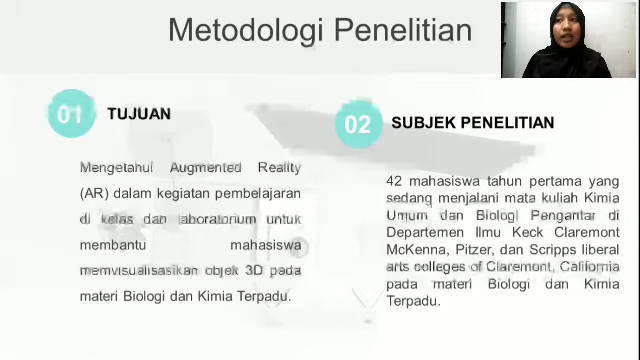 Metodologi Penelitian
01
TUJUAN
Mengetahui Augmented Reality
(AR) dalam kegiatan pembelajaran
di kelas dan laboratorium untuk
membantu mahasiswa
memvisualisasikan objek 3D pada
materi Biologi dan Kimia Terpadu.
02
SUBJEK PENELITIAN
42 mahasiswa tahun pertama yang
sedang menjalani mata kuliah Kimia
Umum dan Biologi Pengantar di
Departemen Ilmu Keck Claremont
McKenna, Pitzer, dan Scripps liberal
arts colleges of Claremont, California
pada materi Biologi dan Kimia
Terpadu.